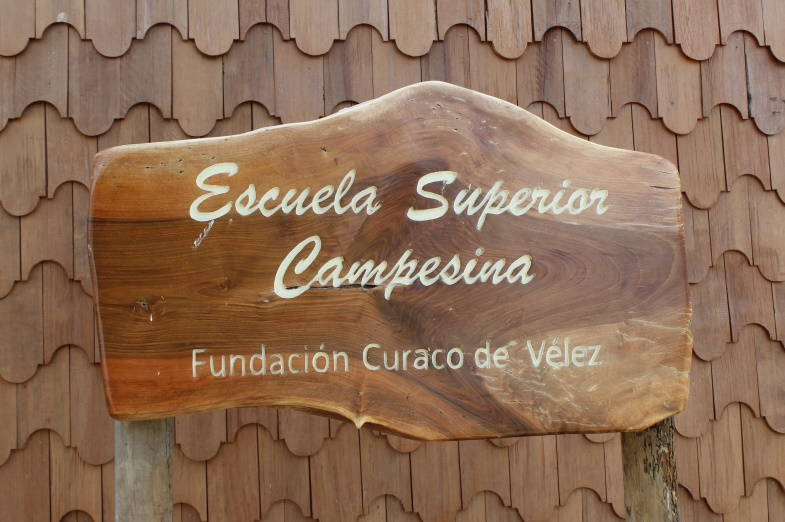 Escuela Superior
Campesina
Fundación Curaco de Vélez